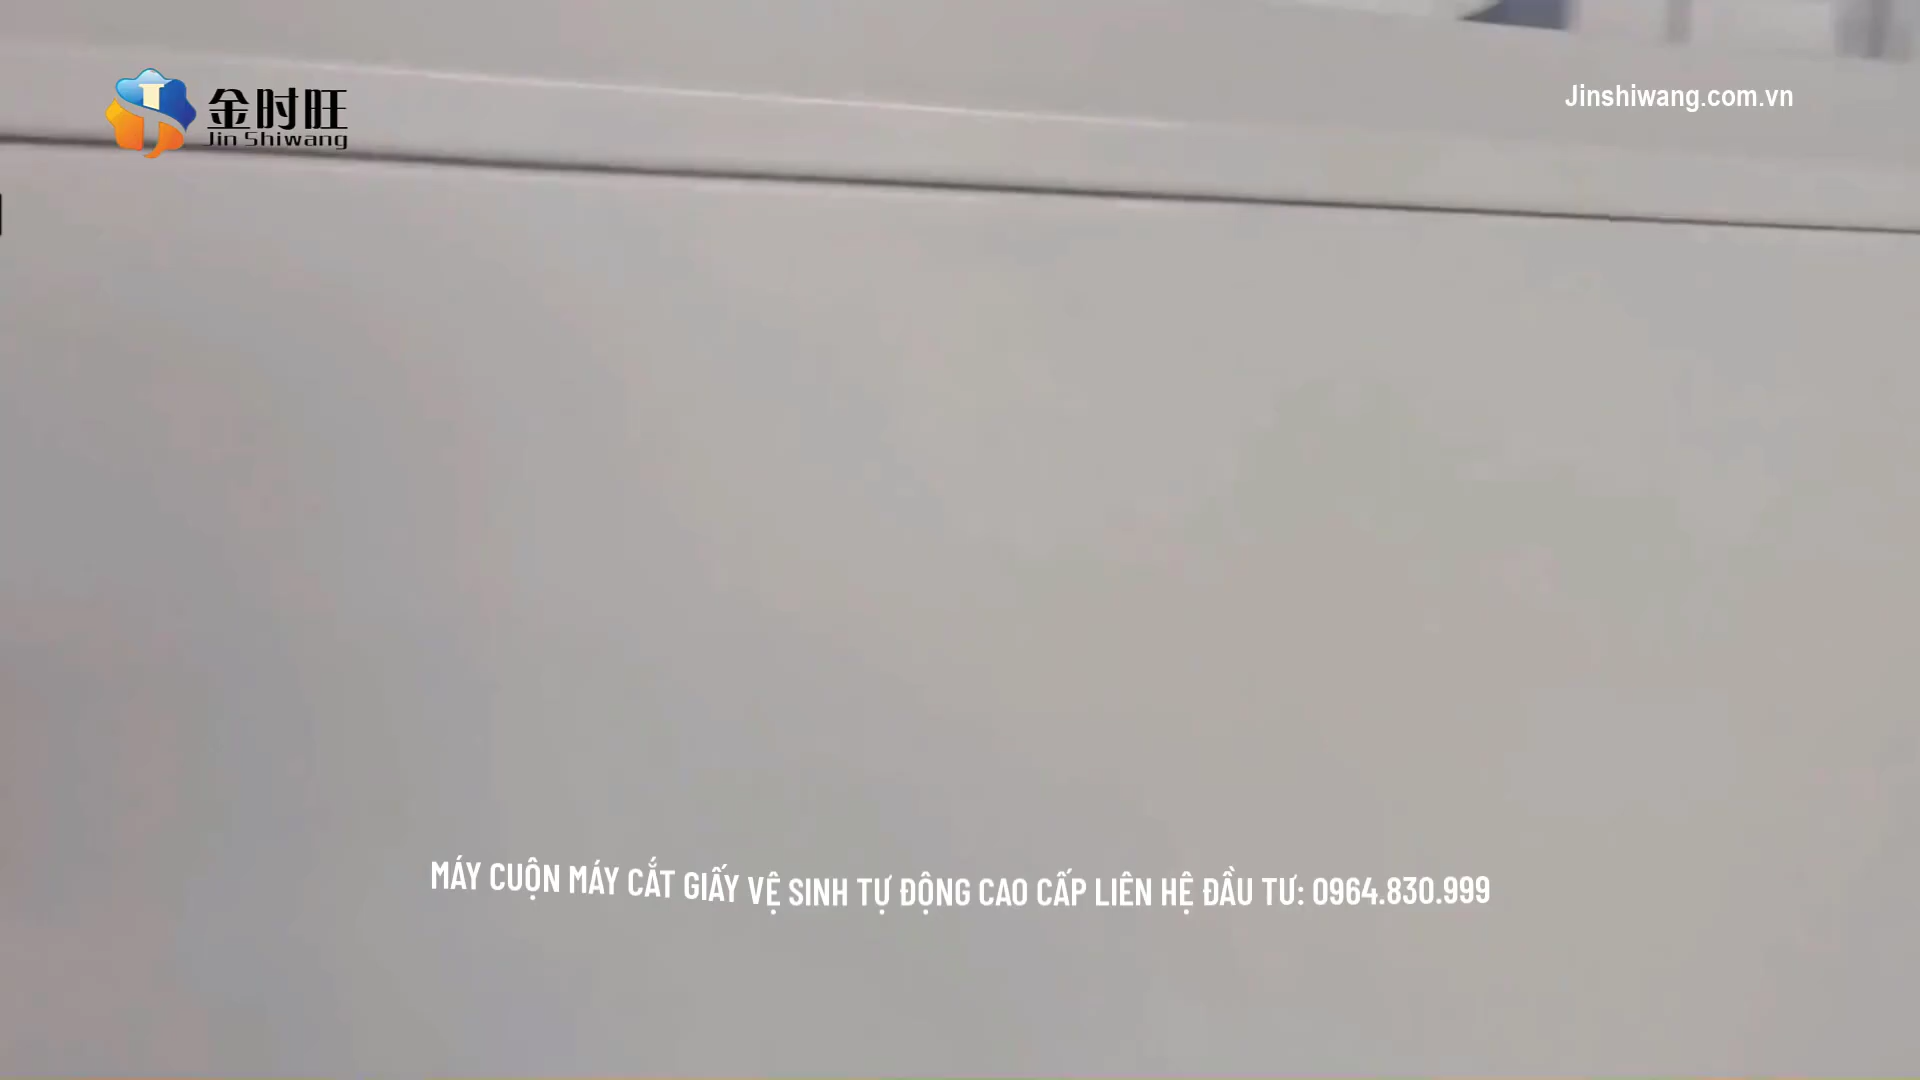 金时旺
Jin Shiwang
Jinshiwang.com.vn
MÁY CUỘN MÁY CẮT GIẤY VỆ SINH TỰ ĐỘNG CAO CẤP LIÊN HỆ ĐẦU TƯ: 0964.830.999